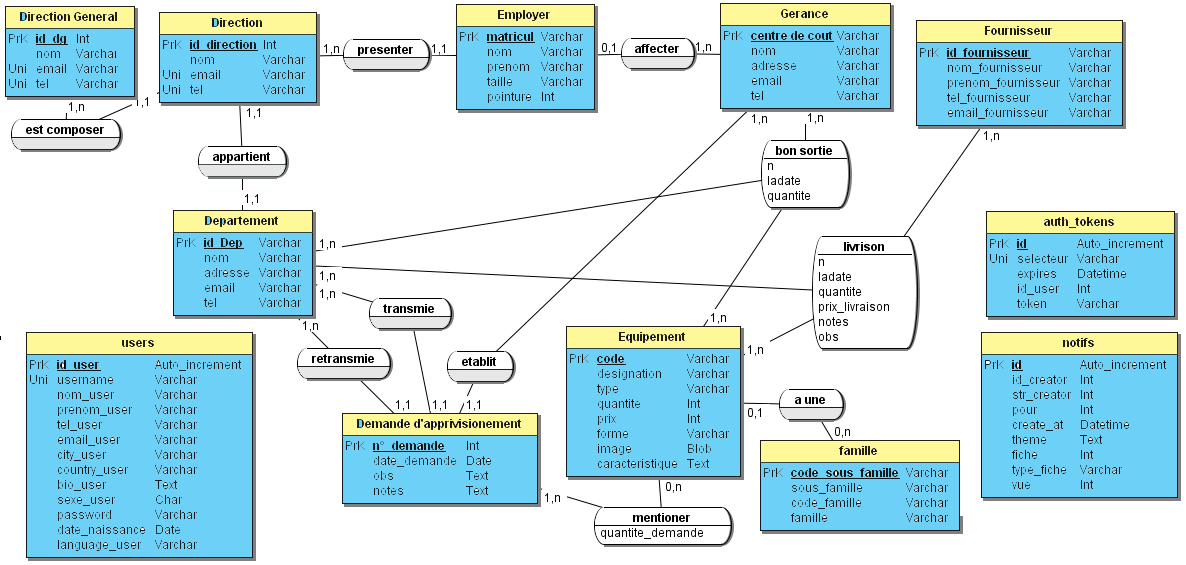 Direction General
PrK id_dg Int
nom Varchar
Uni email Varchar
Uni tel Varchar
1,n
1,1
est composer
Direction
PrK id_direction Int
nom Varchar
Uni email Varchar
Uni tel Varchar
1,n
presenter
1,1
Employer
PrK matricul Varchar
nom Varchar
prenom Varchar
taille Varchar
pointure Int
0,1
affecter
1,n
Gerance
PrK centre de cout Varchar
nom Varchar
adresse Varchar
email Varchar
tel Varchar
Fournisseur
PrK id_fournisseur Varchar
nom_fournisseur Varchar
prenom_fournisseur Varchar
tel_fournisseur Varchar
email_fournisseur Varchar
1,1
appartient
1,1
1,n
1,n
bon sortie
n
ladate
quantite
1,n
Departement
PrK id_Dep Varchar
nom Varchar
adresse Varchar
email Varchar
tel Varchar
1,n
1,n
1,n
1,n
transmie
retransmie
etablit
1,1
1,1
1,1
livrison
n
ladate
quantite
prix_livraison
notes
obs
1,n
1,n
auth_tokens
PrK id Auto_increment
Uni selecteur Varchar
expires Datetime
id_user Int
token Varchar
users
PrK id_user Auto_increment
Uni username Varchar
nom_user Varchar
prenom_user Varchar
tel_user Varchar
email_user Varchar
city_user Varchar
country_user Varchar
bio_user Text
sexe_user Char
password Varchar
date_naissance Date
language_user Varchar
Demande d'apprivisionement
PrK n°_demande Int
date_demande Date
obs Text
notes Text
1,n
Equipement
PrK code Varchar
designation Varchar
type Varchar
quantite Int
prix Int
forme Varchar
image Blob
caracteristique Text
0,n
mentioner
quantite_demande
0,1
a une
0,n
famille
PrK code_sous_famille Varchar
sous_famille Varchar
code_famille Varchar
famille Varchar
notifs
PrK id Auto_increment
id_creator Int
str_creator Int
pour Int
create_at Datetime
theme Text
fiche Int
type_fiche Varchar
vue Int